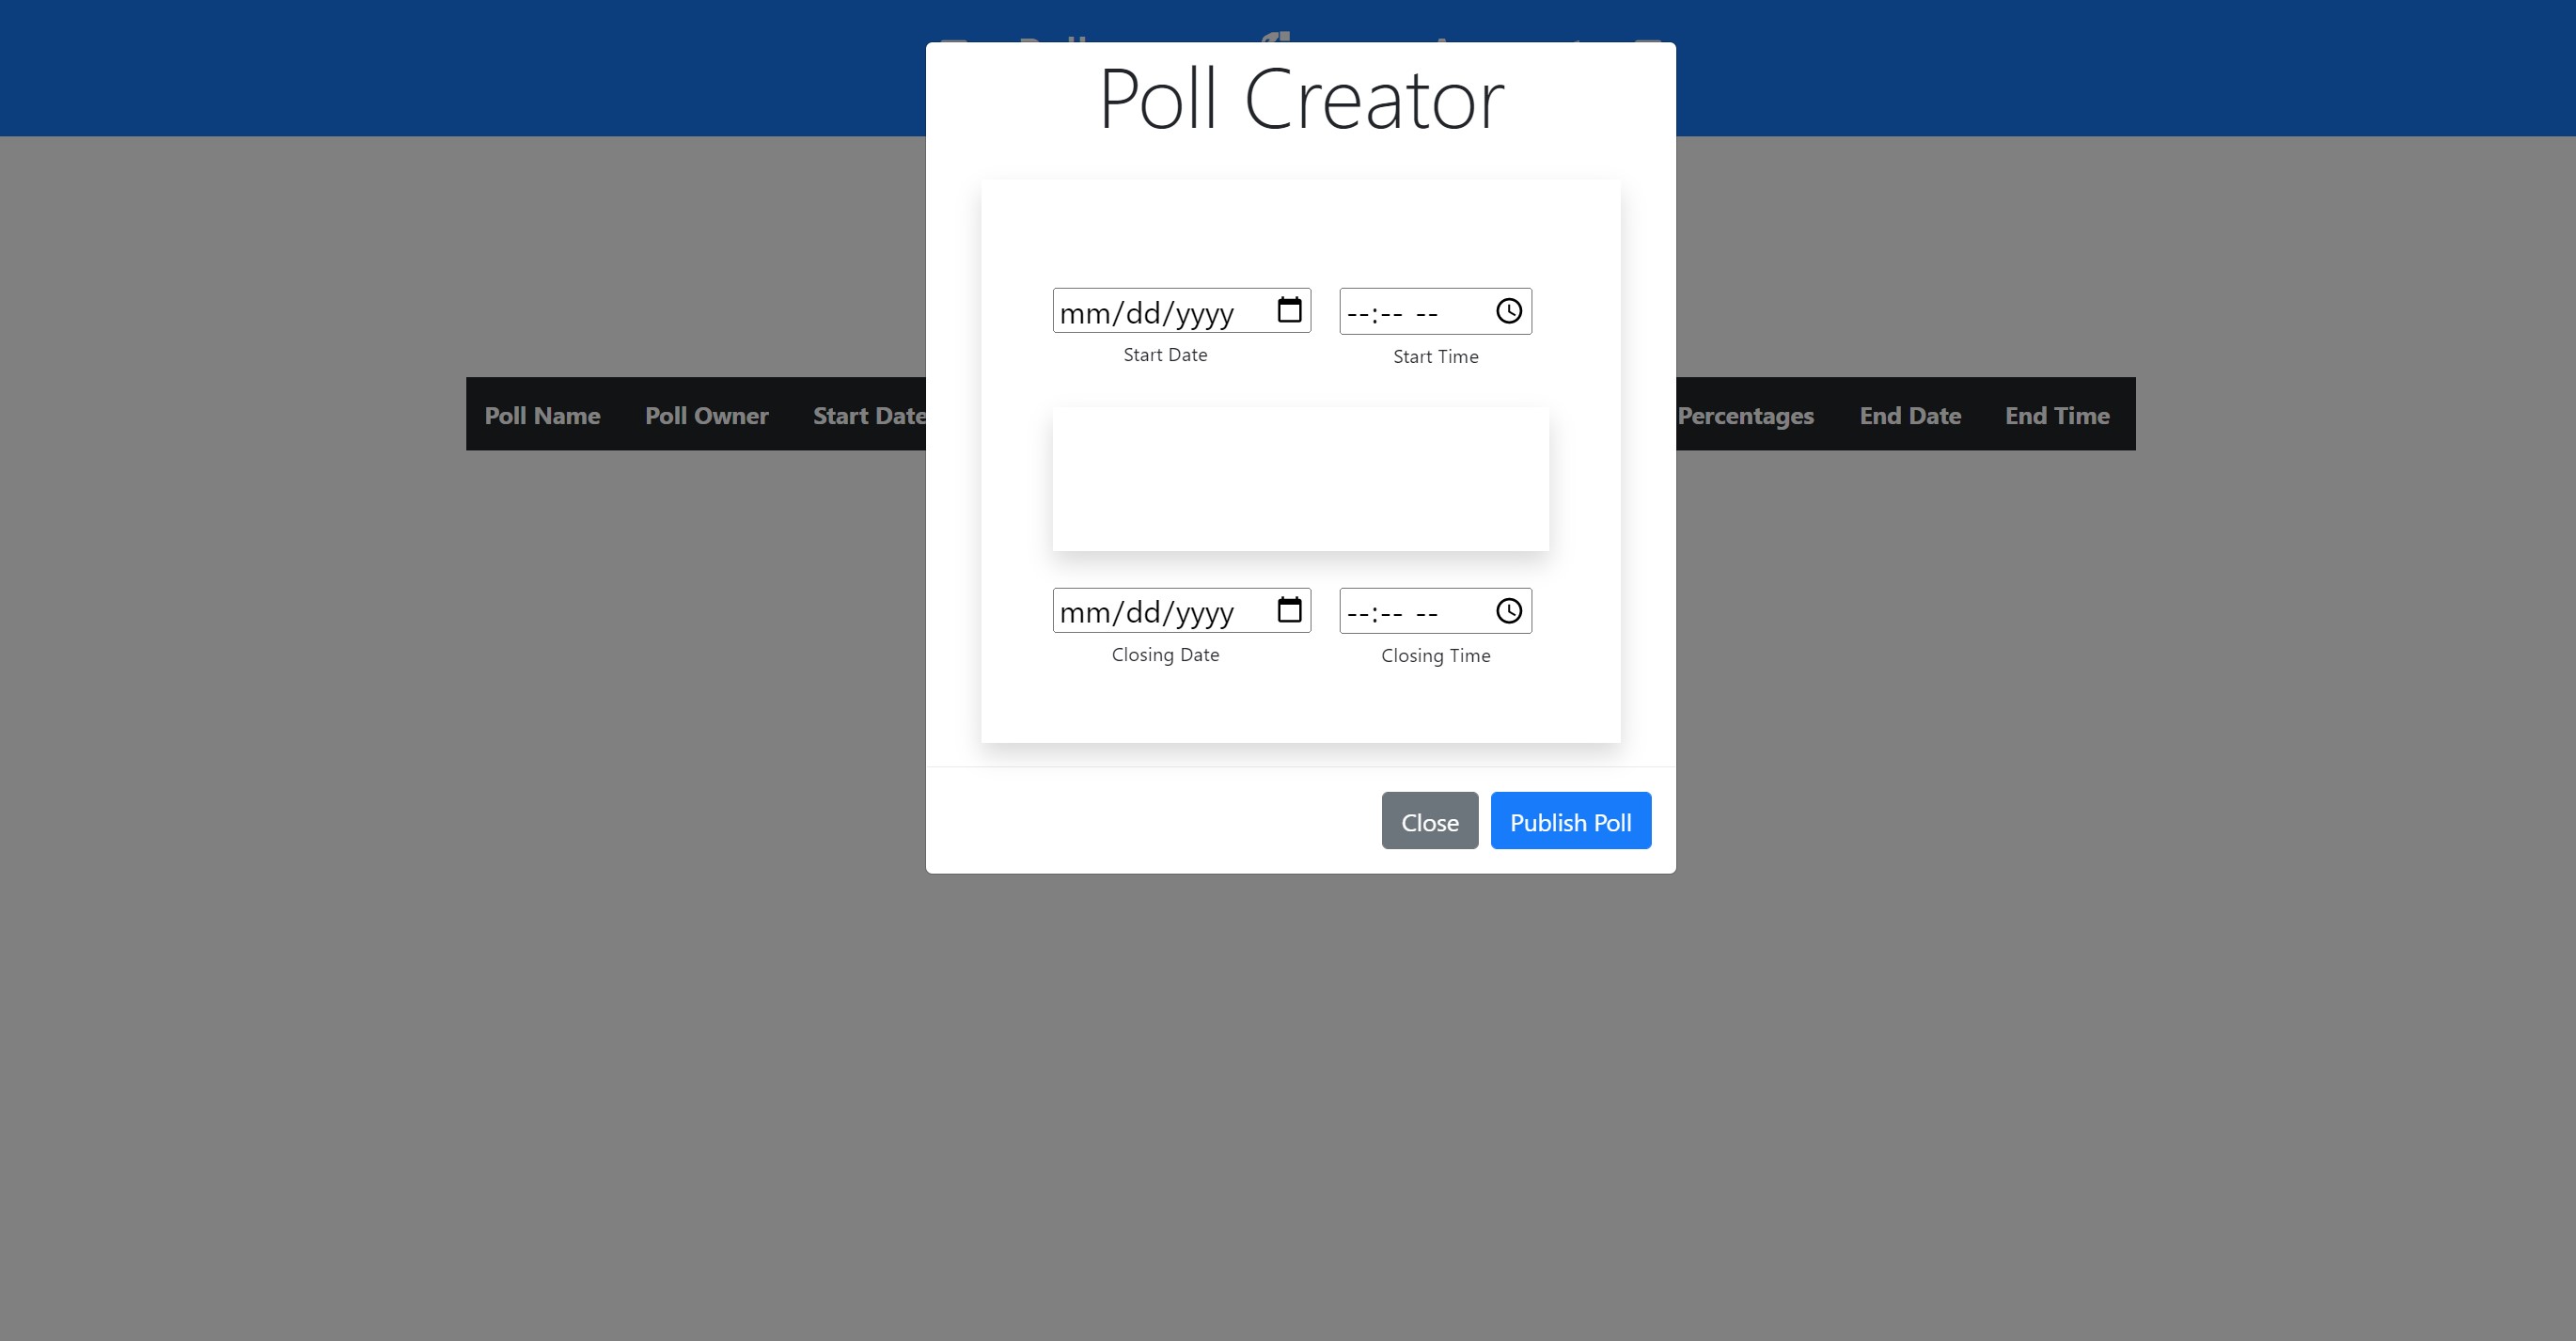 Poll Creator
mm/dd/yyyy --:-- --
Start Date Start Time
Poll Name Poll Owner Start Date Percentages End Date End Time
mm/dd/yyyy --:-- --
Closing Date Closing Time
Close Publish Poll